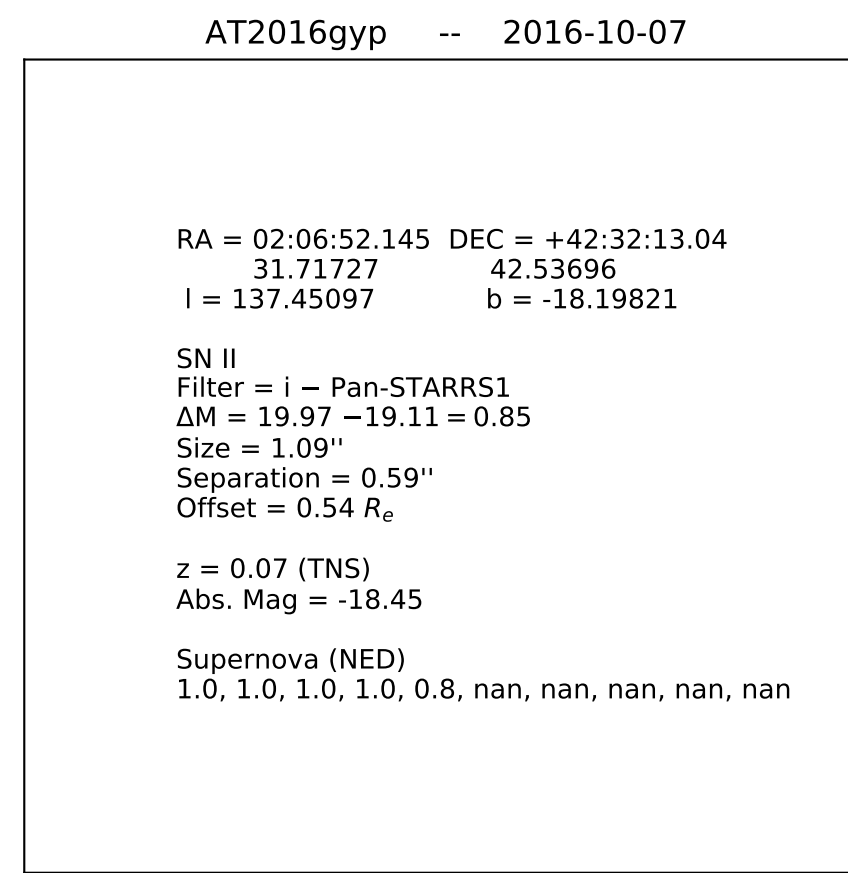 AT2016gyp -- 2016-10-07
RA = 02:06:52.145 DEC = +42:32:13.04
31.71727 42.53696
l = 137.45097 b = -18.19821
SN II
Filter = i − Pan-STARRS1
ΔM = 19.97 −19.11 = 0.85
Size = 1.09''
Separation = 0.59''
Offset = 0.54 Re
z = 0.07 (TNS)
Abs. Mag = -18.45
Supernova (NED)
1.0, 1.0, 1.0, 1.0, 0.8, nan, nan, nan, nan, nan